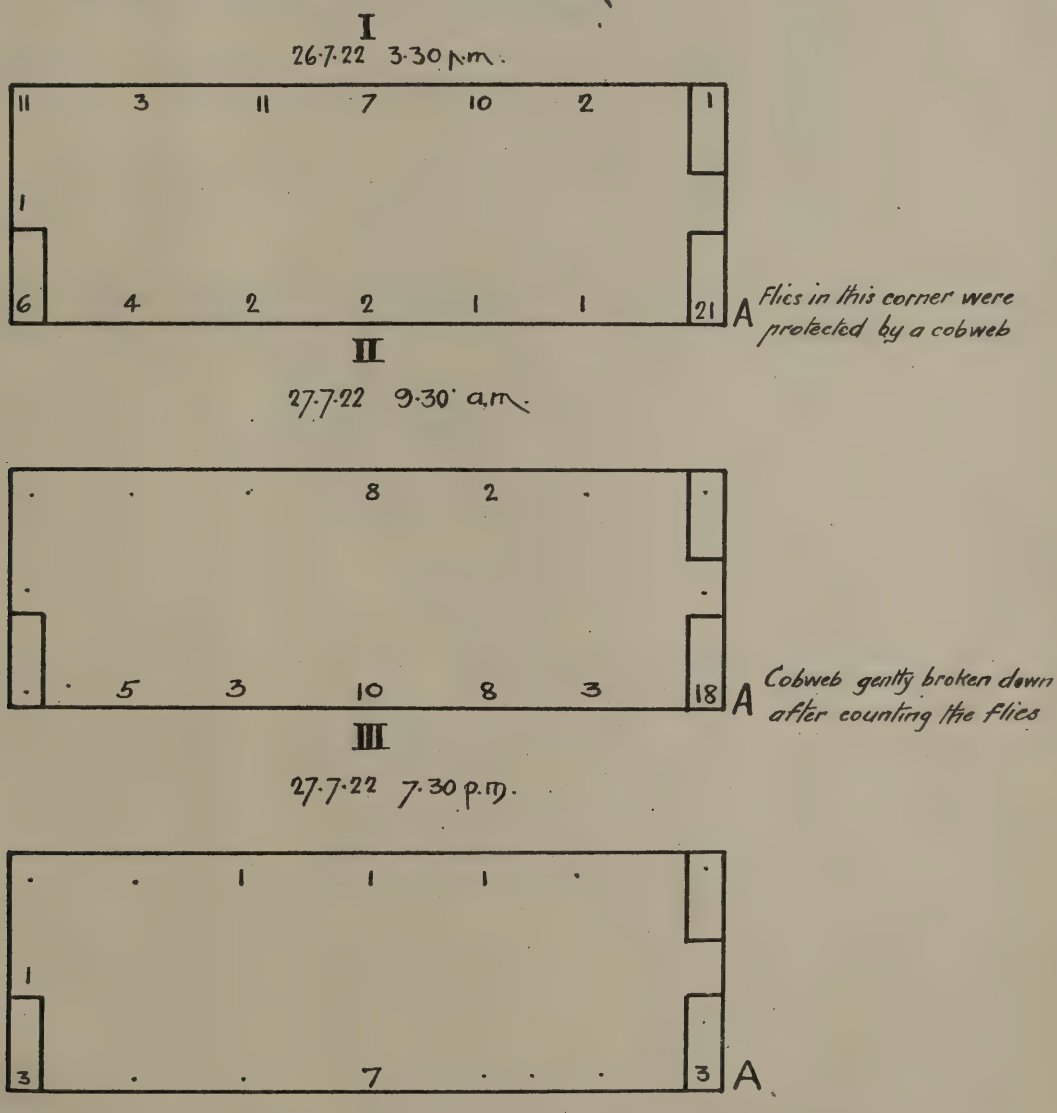 I
26.7.22 3.30 p.m.
11 3 11 7 10 2 1
1
6 4 2 2 1 1 21 A Flies in this corner were
protected by a cobweb
II
27.7.22 9.30 a.m.
. . . 8 2 . .
. .
. . 5 3 10 8 3 18 A Cobweb gently broken down
after counting the flies
III
27.7.22 7.30 p.m.
. . 1 1 1 . .
1
3 . . 7 . . . 3 A